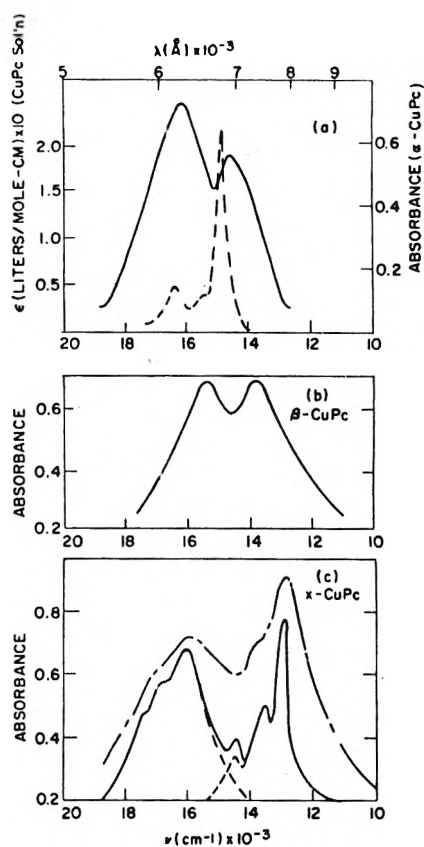 λ(Å)×10⁻³
5 6 7 8 9
ε(LITERS/MOLE-CM)×10 (CuPc Sol'n)
2.0
1.5
1.0
0.5
(a)
0.6
0.4
0.2
ABSORBANCE (α-CuPc)
20 18 16 14 12 10
ABSORBANCE
0.6
0.4
0.2
(b)
β-CuPc
20 18 16 14 12 10
ABSORBANCE
0.8
0.6
0.4
0.2
(c)
x-CuPc
20 18 16 14 12 10
ν(cm-1)×10⁻³